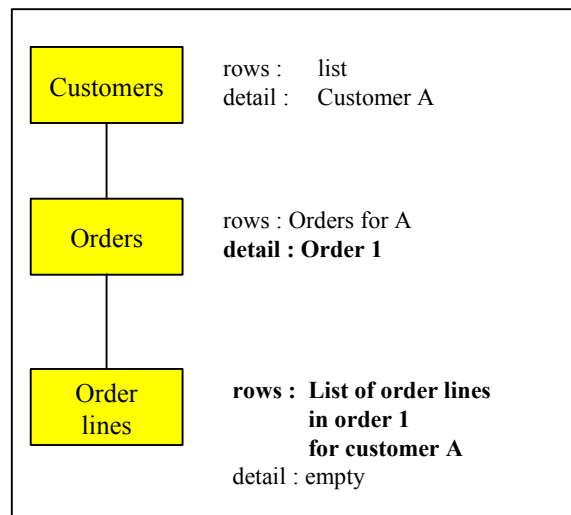 Customers
rows : list
detail : Customer A
Orders
rows : Orders for A
detail : Order 1
Order
lines
rows : List of order lines
in order 1
for customer A
detail : empty